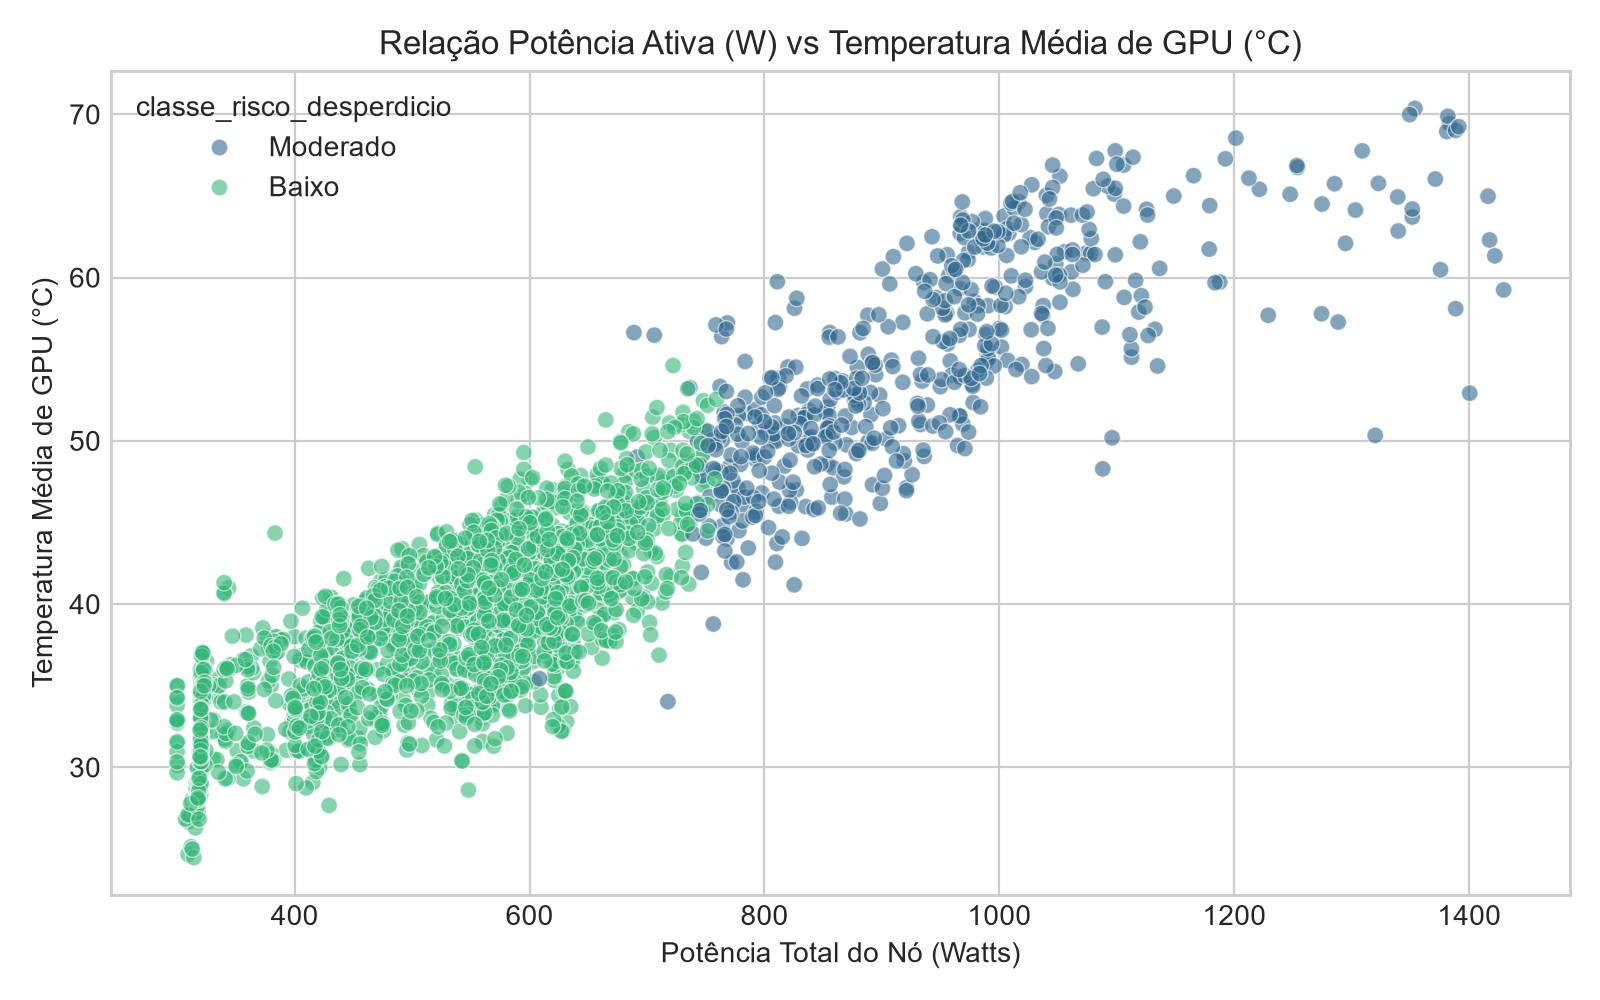 Relação Potência Ativa (W) vs Temperatura Média de GPU (°C)
classe_risco_desperdicio
Moderado
Baixo
Temperatura Média de GPU (°C)
70
60
50
40
30
400 600 800 1000 1200 1400
Potência Total do Nó (Watts)